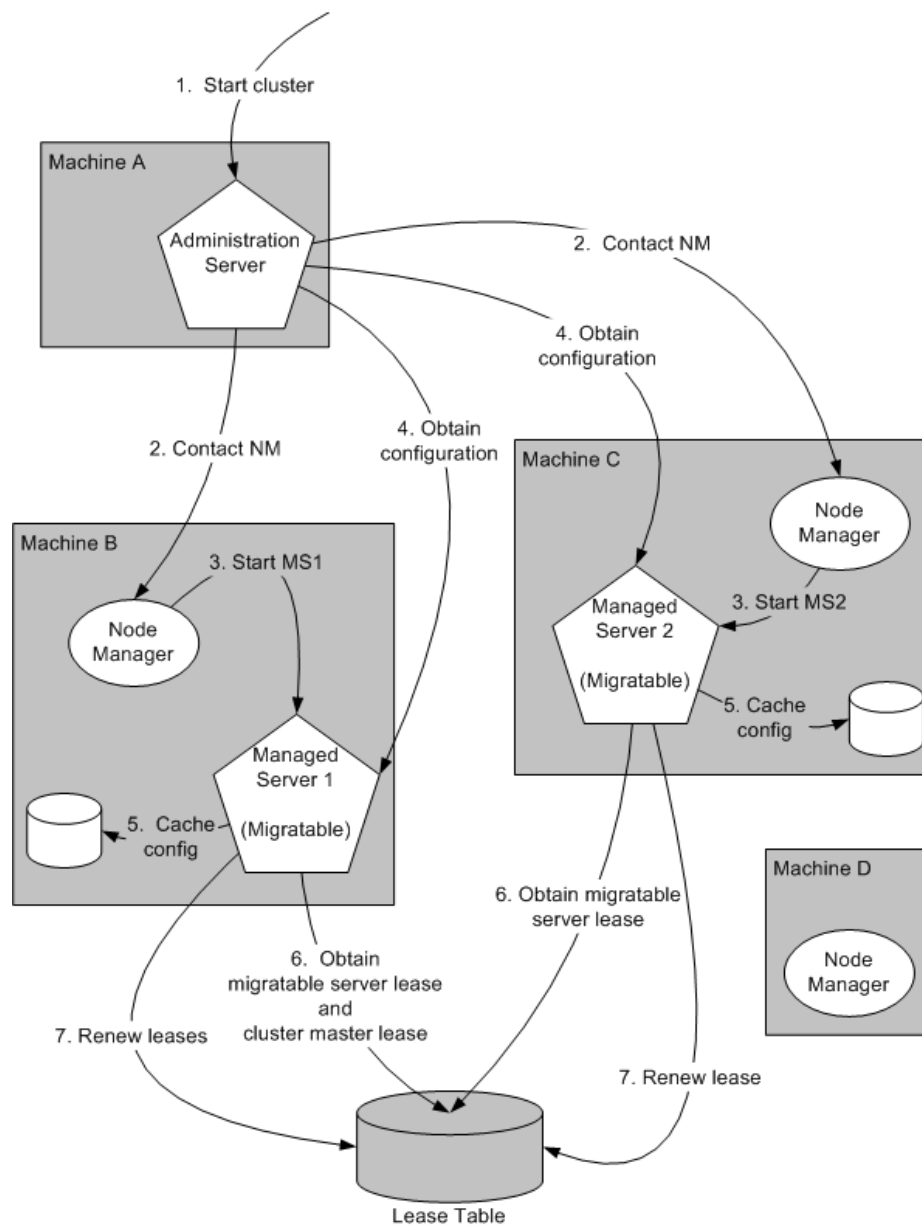 1. Start cluster
Machine A
Administration
Server
2. Contact NM
4. Obtain
configuration
2. Contact NM
4. Obtain
configuration
Machine C
Node
Manager
3. Start MS2
Managed
Server 2
(Migratable)
5. Cache
config
Machine B
3. Start MS1
Node
Manager
Managed
Server 1
(Migratable)
5. Cache
config
Machine D
Node
Manager
6. Obtain migratable
server lease
6. Obtain
migratable server lease
and
cluster master lease
7. Renew leases
7. Renew lease
Lease Table